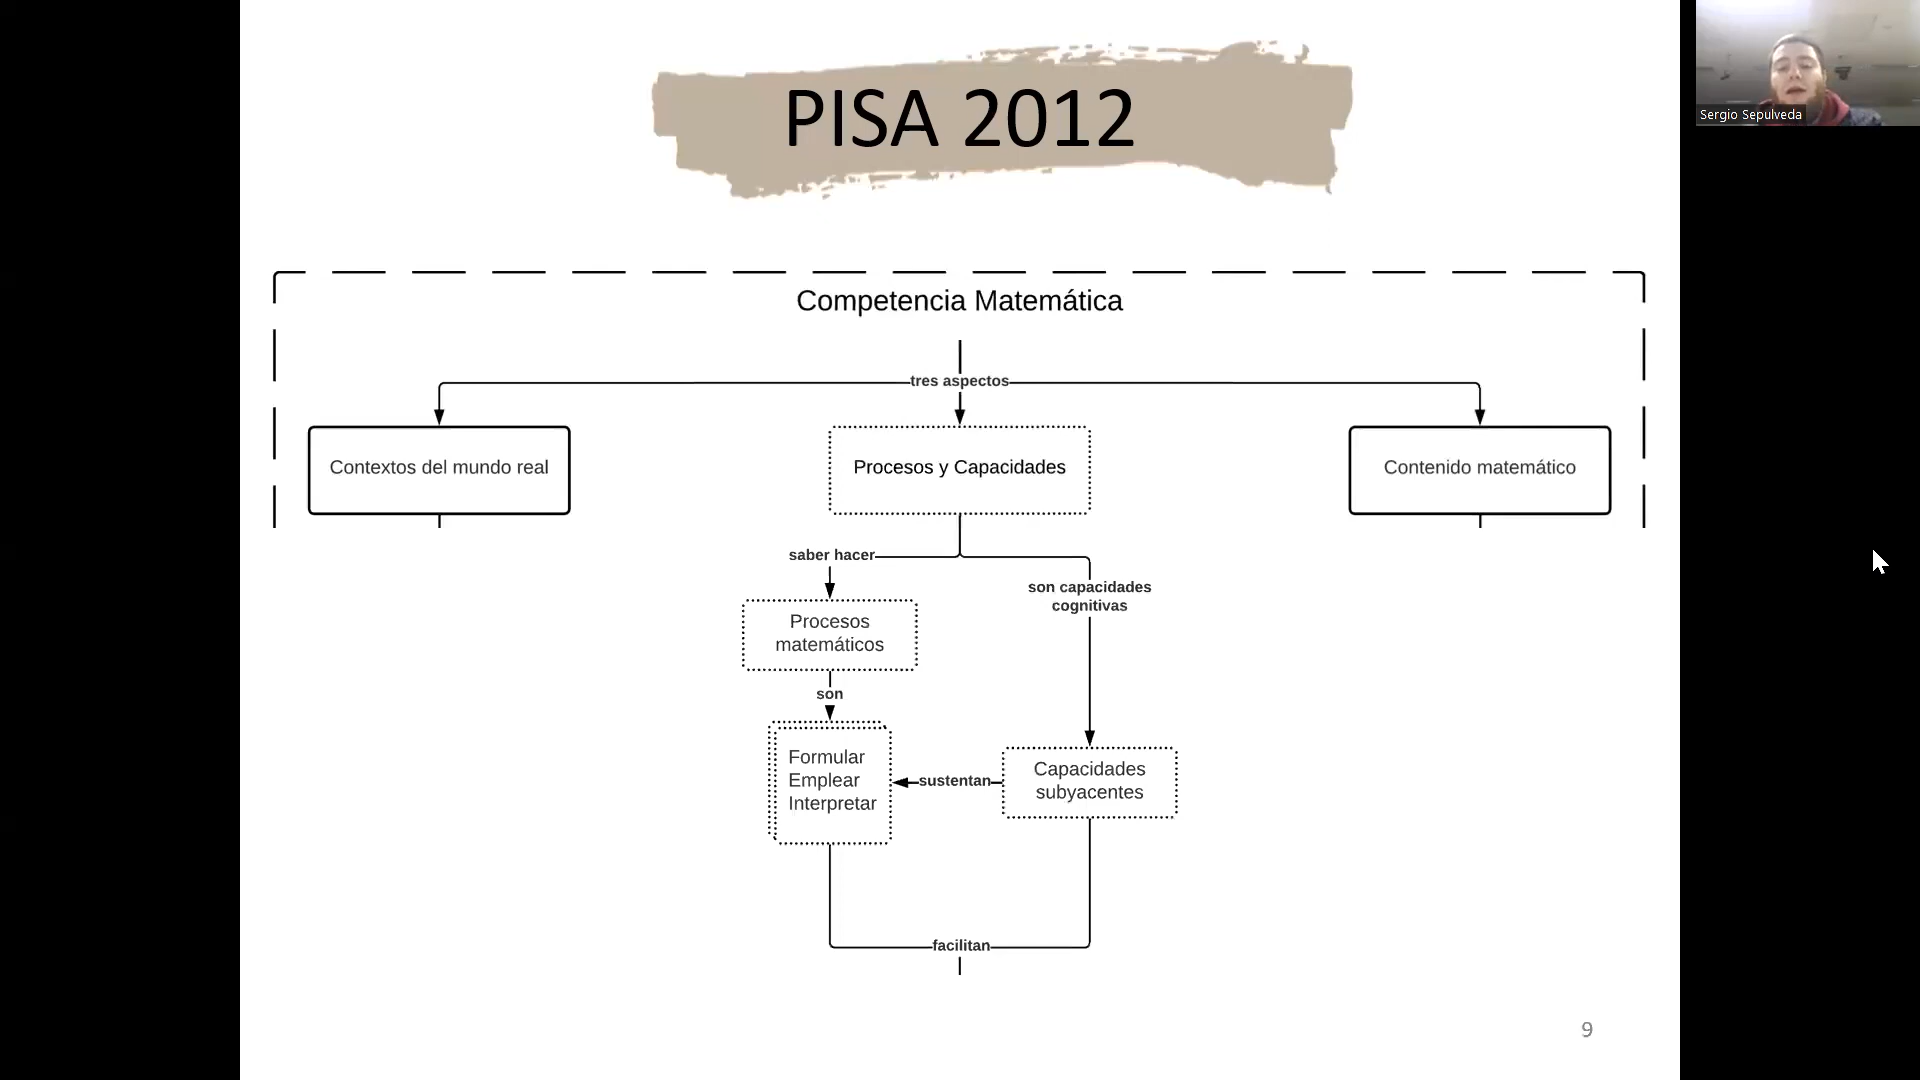 PISA 2012
Sergio Sepulveda
Competencia Matemática
tres aspectos
Contextos del mundo real
Procesos y Capacidades
Contenido matemático
saber hacer
son capacidades
cognitivas
Procesos
matemáticos
son
Formular
Emplear
Interpretar
sustentan
Capacidades
subyacentes
facilitan
9